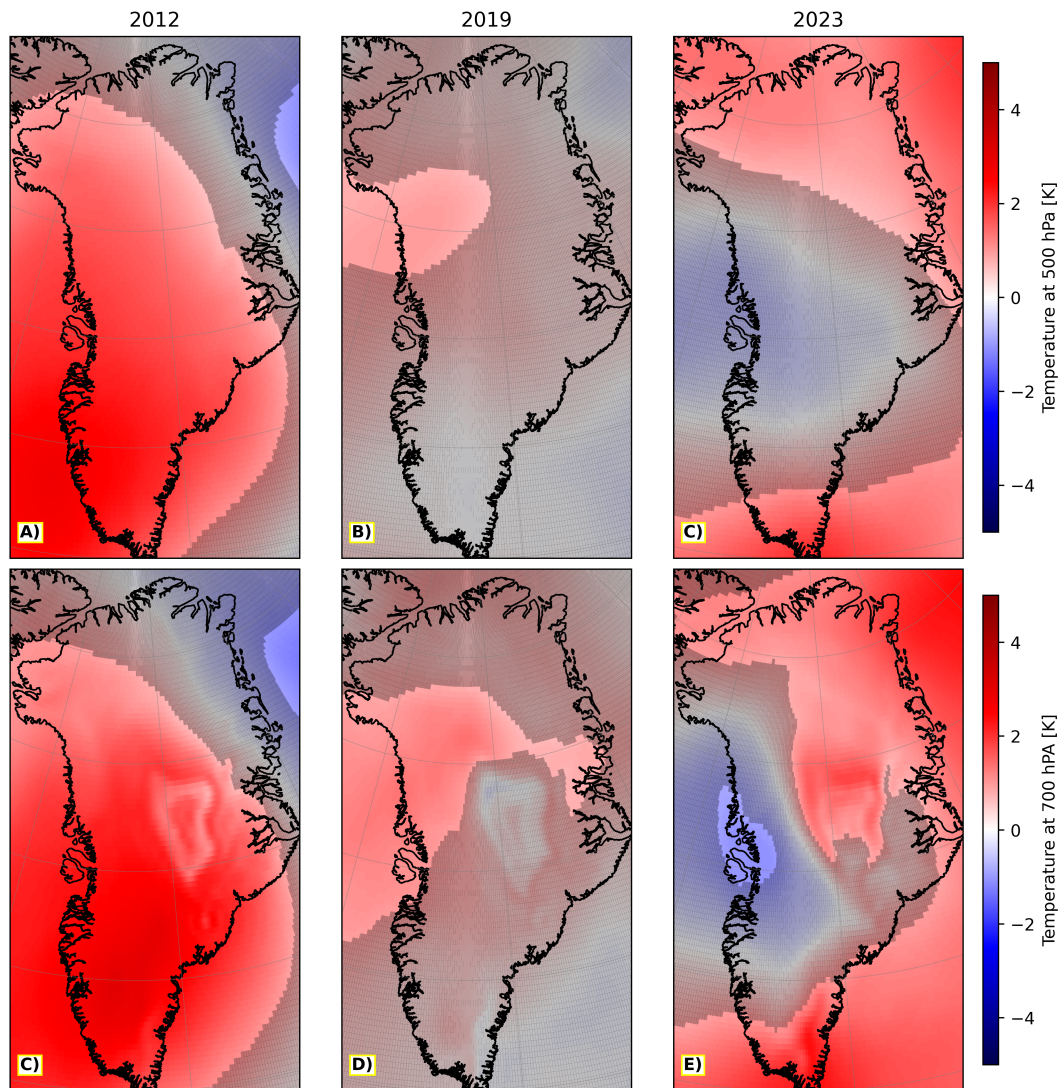 2012 2019 2023
4
2
0
−2
−4
Temperature at 500 hPa [K]
A) B) C)
4
2
0
−2
−4
Temperature at 700 hPA [K]
C) D) E)